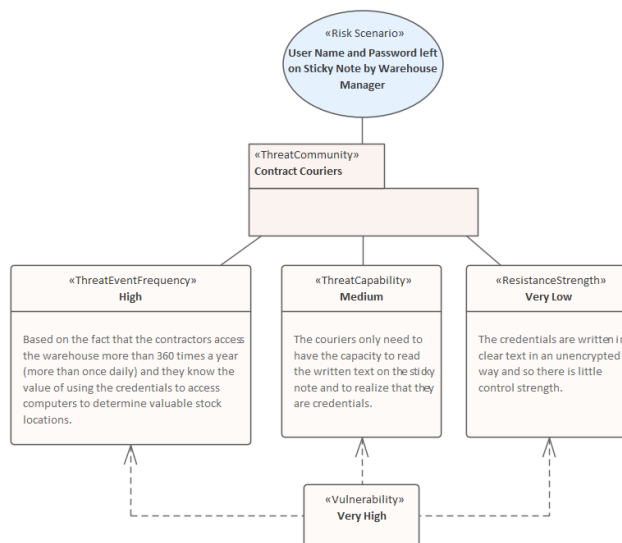 «Risk Scenario»
User Name and Password left
on Sticky Note by Warehouse
Manager
«ThreatCommunity»
Contract Couriers
«ThreatEventFrequency»
High
Based on the fact that the contractors access
the warehouse more than 360 times a year
(more than once daily) and they know the
value of using the credentials to access
computers to determine valuable stock
locations.
«ThreatCapability»
Medium
The couriers only need to
have the capacity to read
the written text on the sticky
note and to realize that they
are credentials.
«ResistanceStrength»
Very Low
The credentials are written in
clear text in an unencrypted
way and so there is little
control strength.
«Vulnerability»
Very High